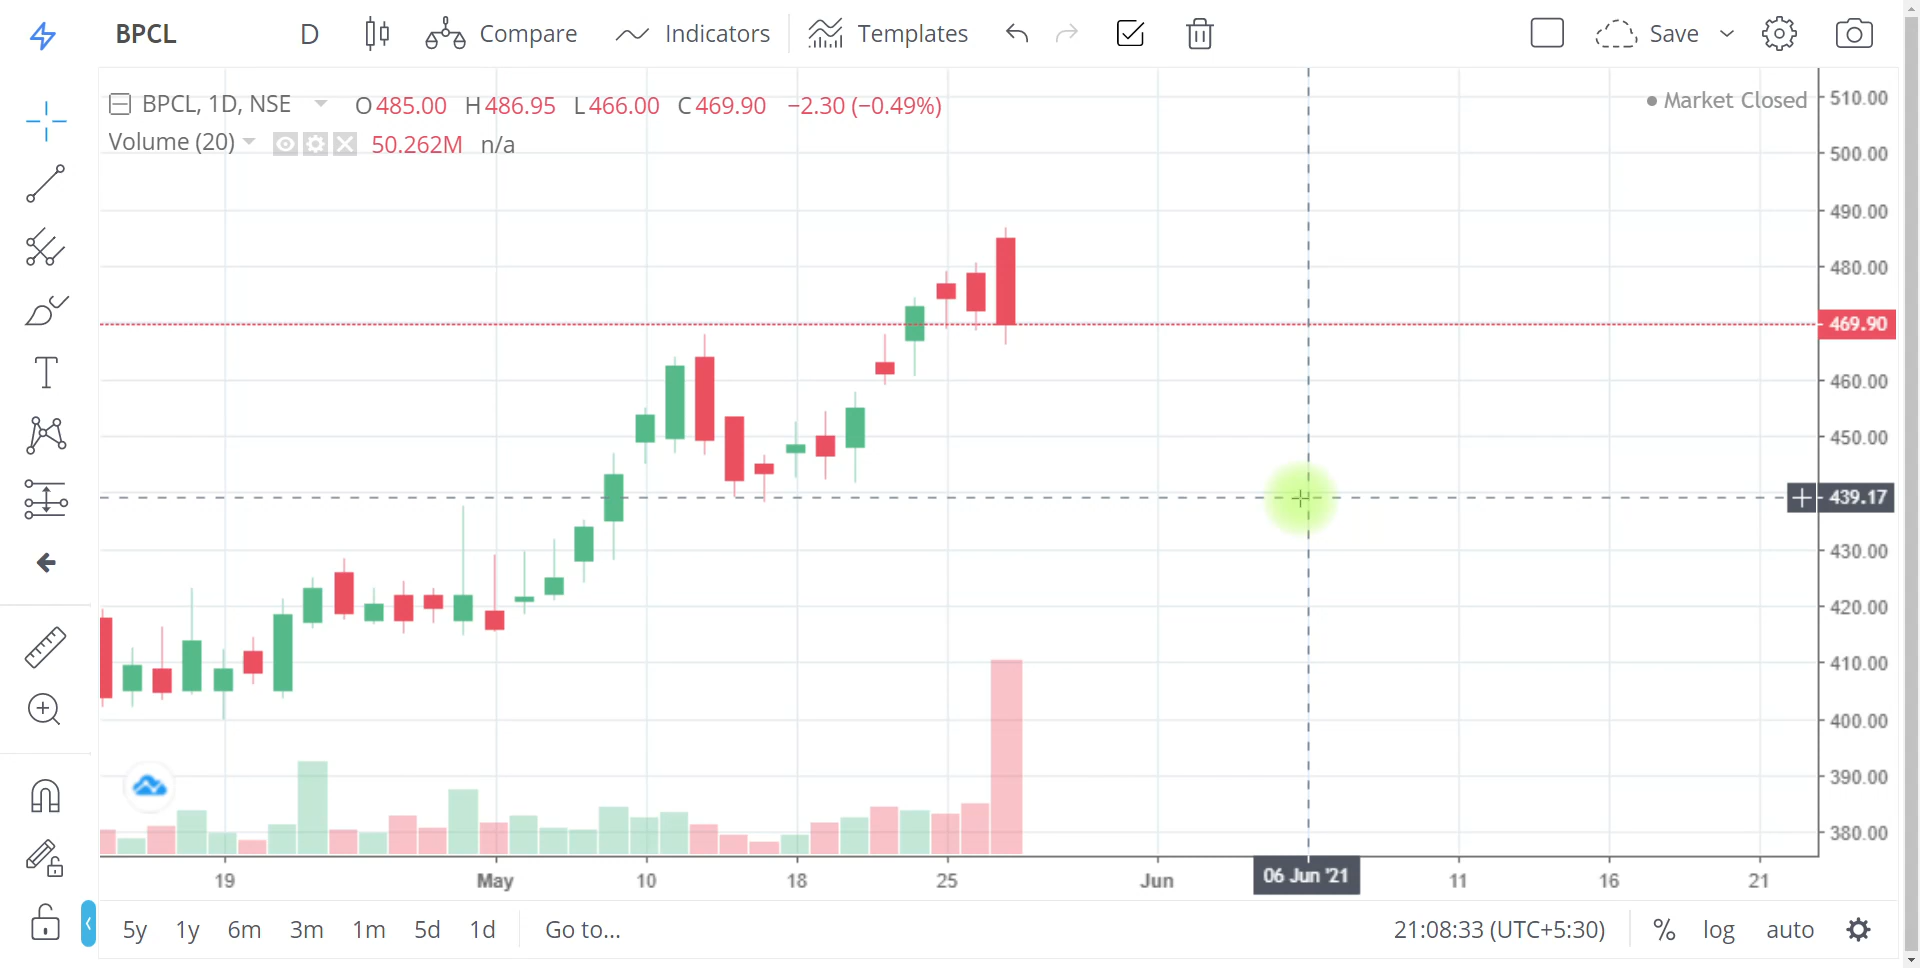 BPCL D Compare Indicators Templates Save
BPCL, 1D, NSE O485.00 H486.95 L466.00 C469.90 −2.30 (−0.49%)
Market Closed
Volume (20) 50.262M n/a
510.00
500.00
490.00
480.00
469.90
460.00
450.00
439.17
430.00
420.00
410.00
400.00
390.00
380.00
19 May 10 18 25 Jun 06 Jun '21 11 16 21
5y 1y 6m 3m 1m 5d 1d Go to... 21:08:33 (UTC+5:30) % log auto